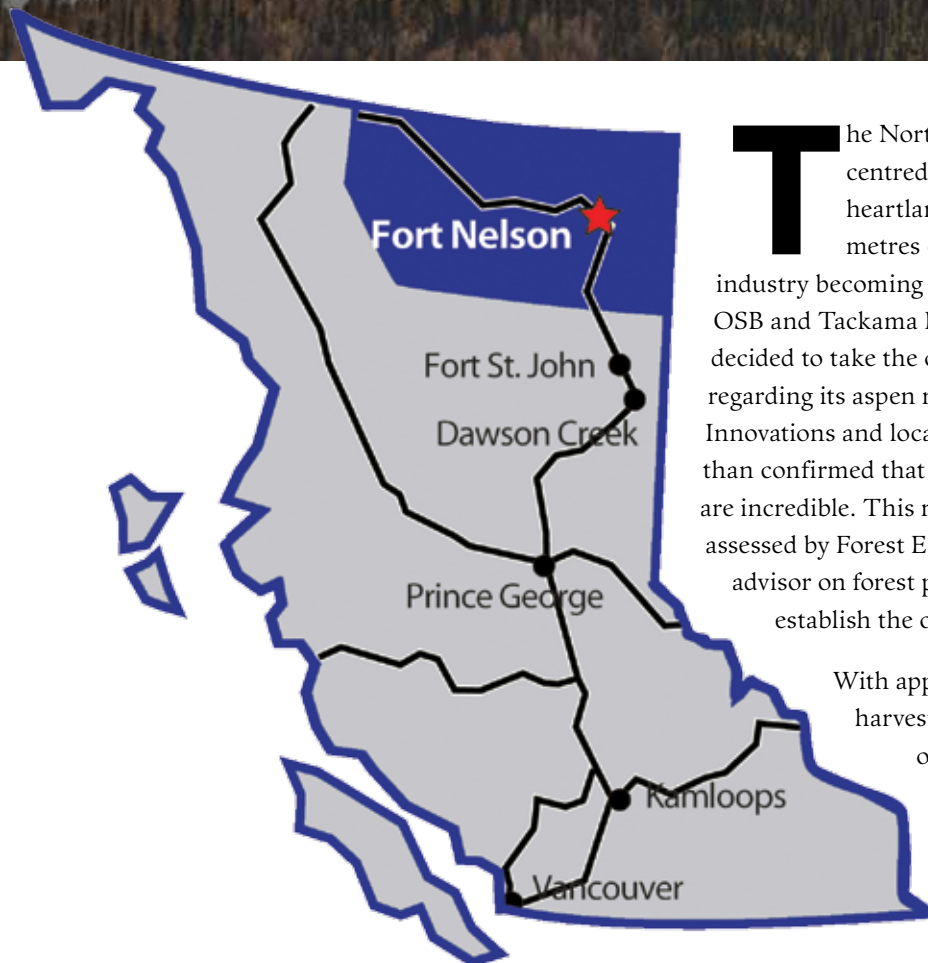 Fort Nelson
Fort St. John
Dawson Creek
Prince George
Kamloops
Vancouver
The Nort
centred
heartlan
metres
industry becoming
OSB and Tackama
decided to take the
regarding its aspen
Innovations and loca
than confirmed that
are incredible. This
assessed by Forest E
advisor on forest
establish the
With app
harves